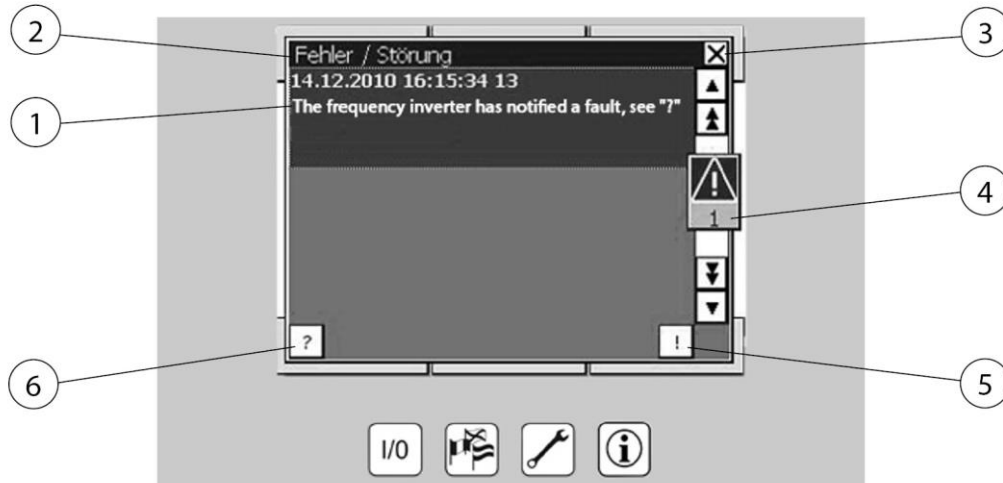 2
Fehler / Störung
3
14.12.2010 16:15:34 13
1
The frequency inverter has notified a fault, see "?"
1
4
?
!
6
5
I/0
i